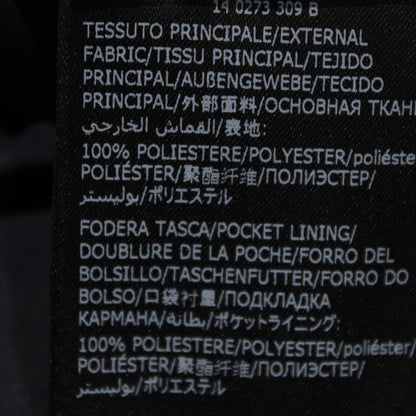 14 0273 309 B
TESSUTO PRINCIPALE/EXTERNAL
FABRIC/TISSU PRINCIPAL/TEJIDO
PRINCIPAL/AUßENGEWEBE/TECIDO
PRINCIPAL/外部面料/ОСНОВНАЯ ТКАН
القماش الخارجي/表地:
100% POLIESTERE/POLYESTER/poliéster
POLIÉSTER/聚酯纤维/ПОЛИЭСТЕР/
بوليستر/ポリエステル
FODERA TASCA/POCKET LINING/
DOUBLURE DE LA POCHE/FORRO DEL
BOLSILLO/TASCHENFUTTER/FORRO DO
BOLSO/口袋衬里/ПОДКЛАДКА
КАРМАНА/بطانة/ポケットライニング:
100% POLIESTERE/POLYESTER/poliéster/
POLIÉSTER/聚酯纤维/ПОЛИЭСТЕР/
بوليستر/ポリエステル